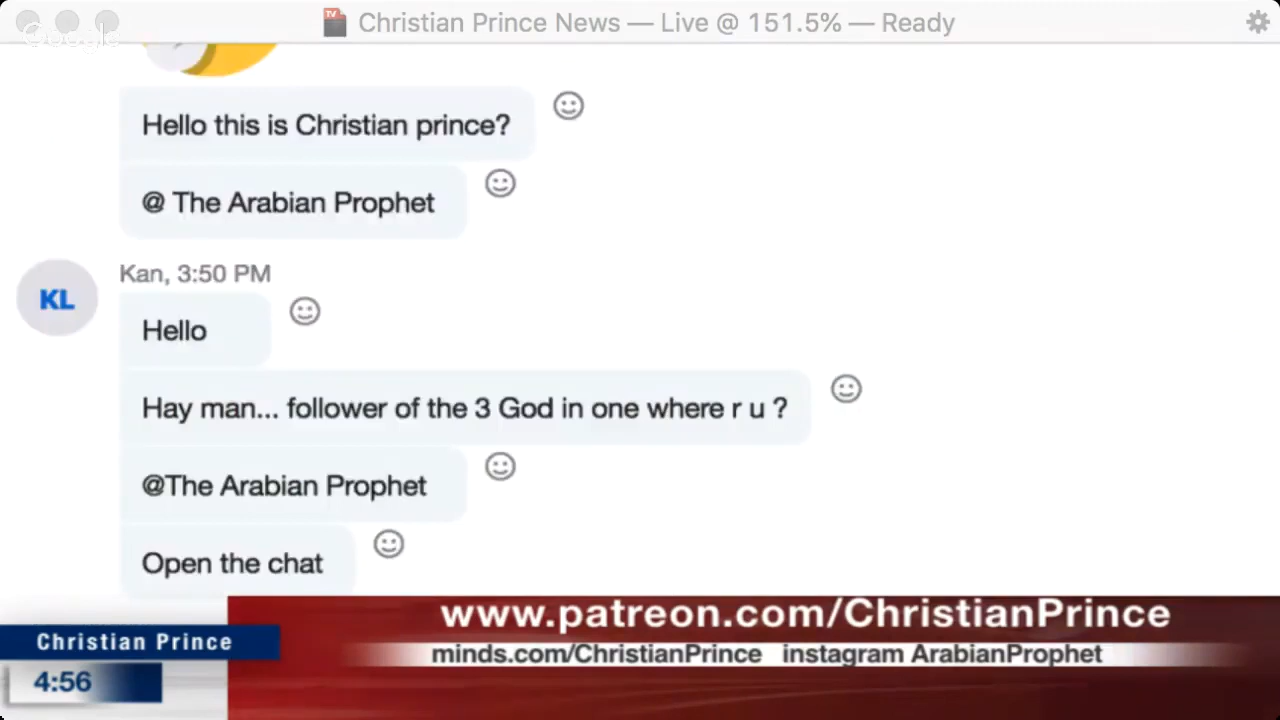 TV
Christian Prince News — Live @ 151.5% — Ready
Hello this is Christian prince?
@ The Arabian Prophet
Kan, 3:50 PM
KL
Hello
Hay man... follower of the 3 God in one where r u ?
@The Arabian Prophet
Open the chat
www.patreon.com/ChristianPrince
Christian Prince
minds.com/ChristianPrince instagram ArabianProphet
4:56